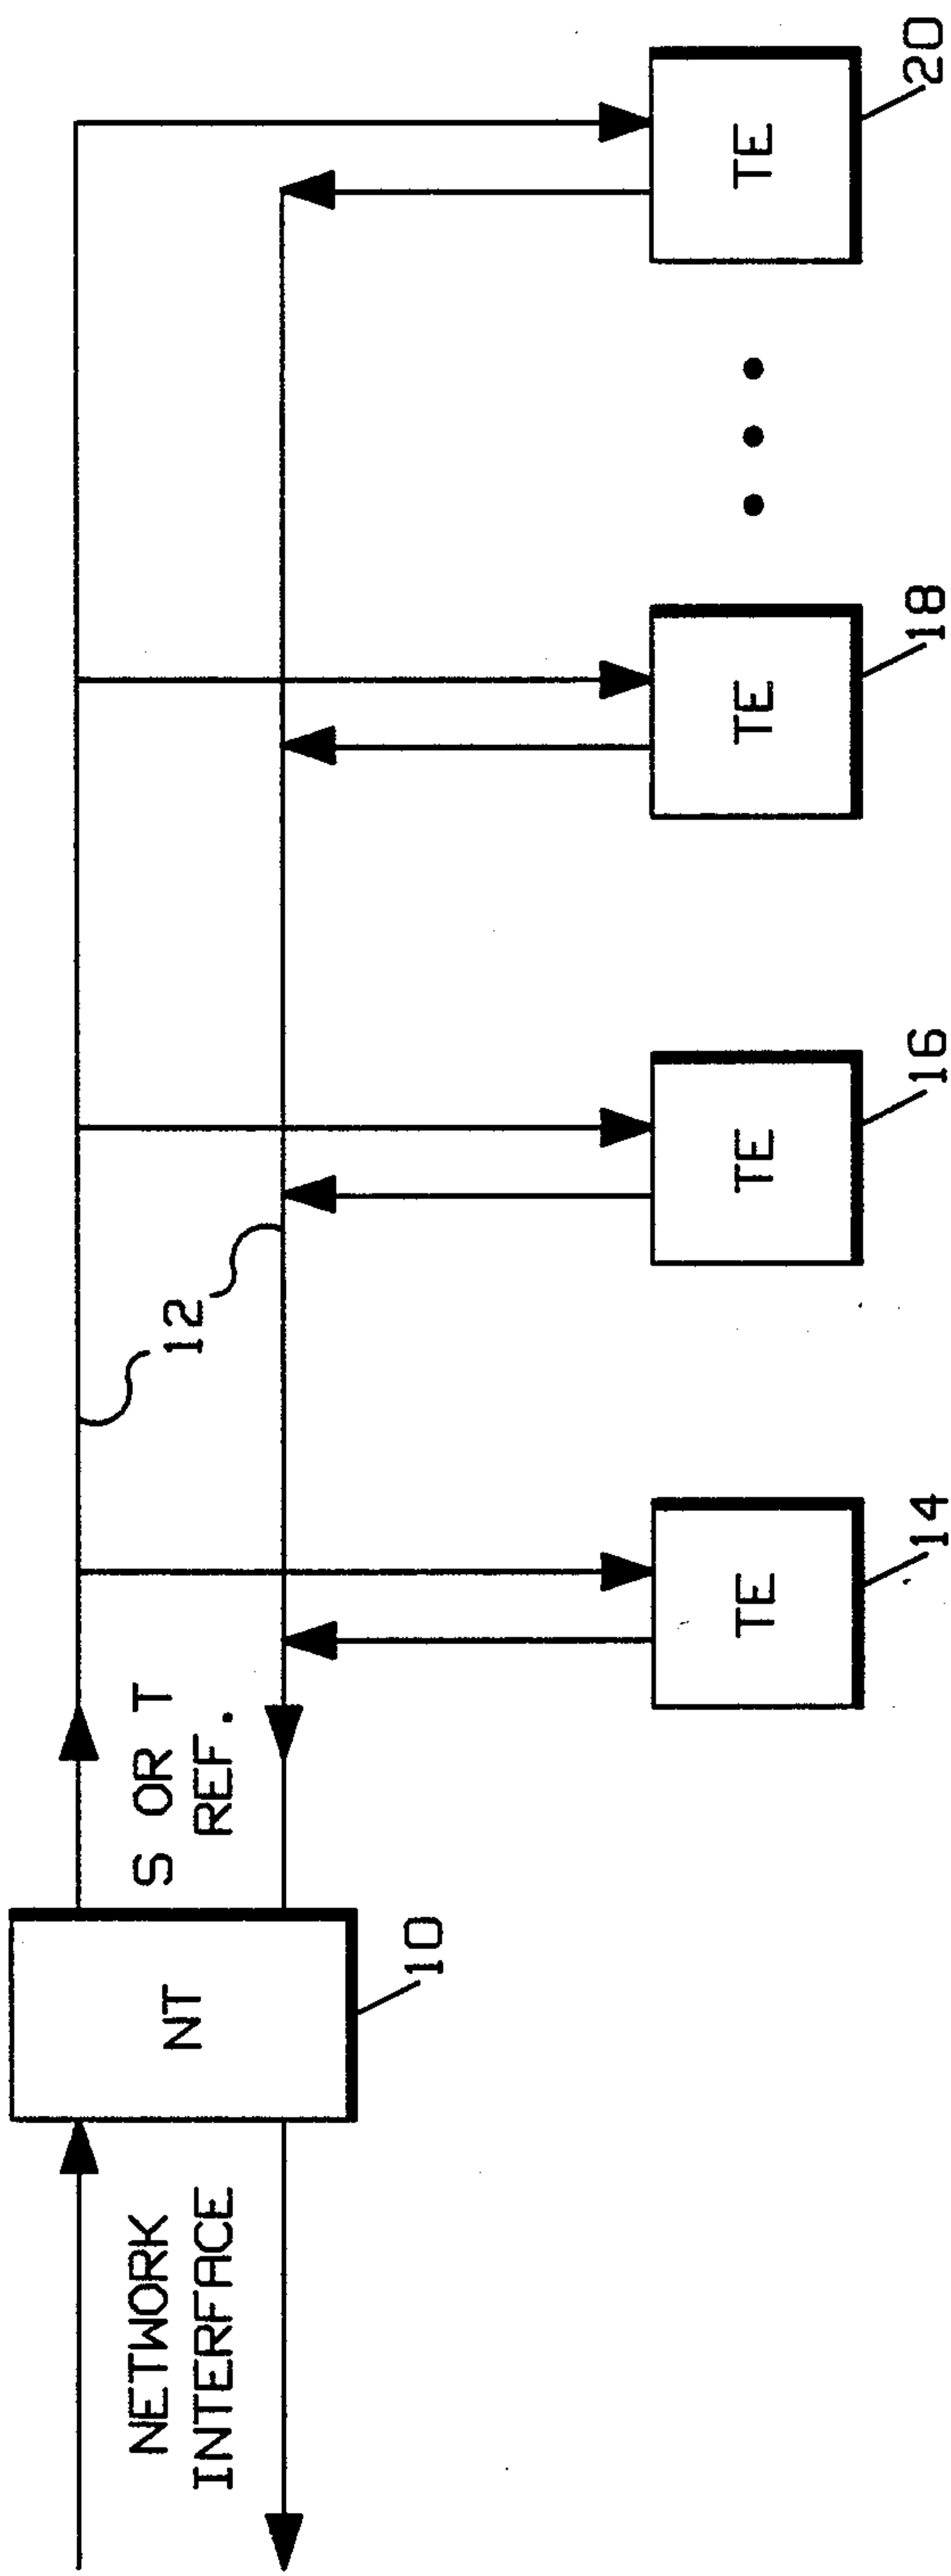 NETWORK
INTERFACE
NT
10
S OR T
REF.
12
TE
14
TE
16
TE
18
TE
20